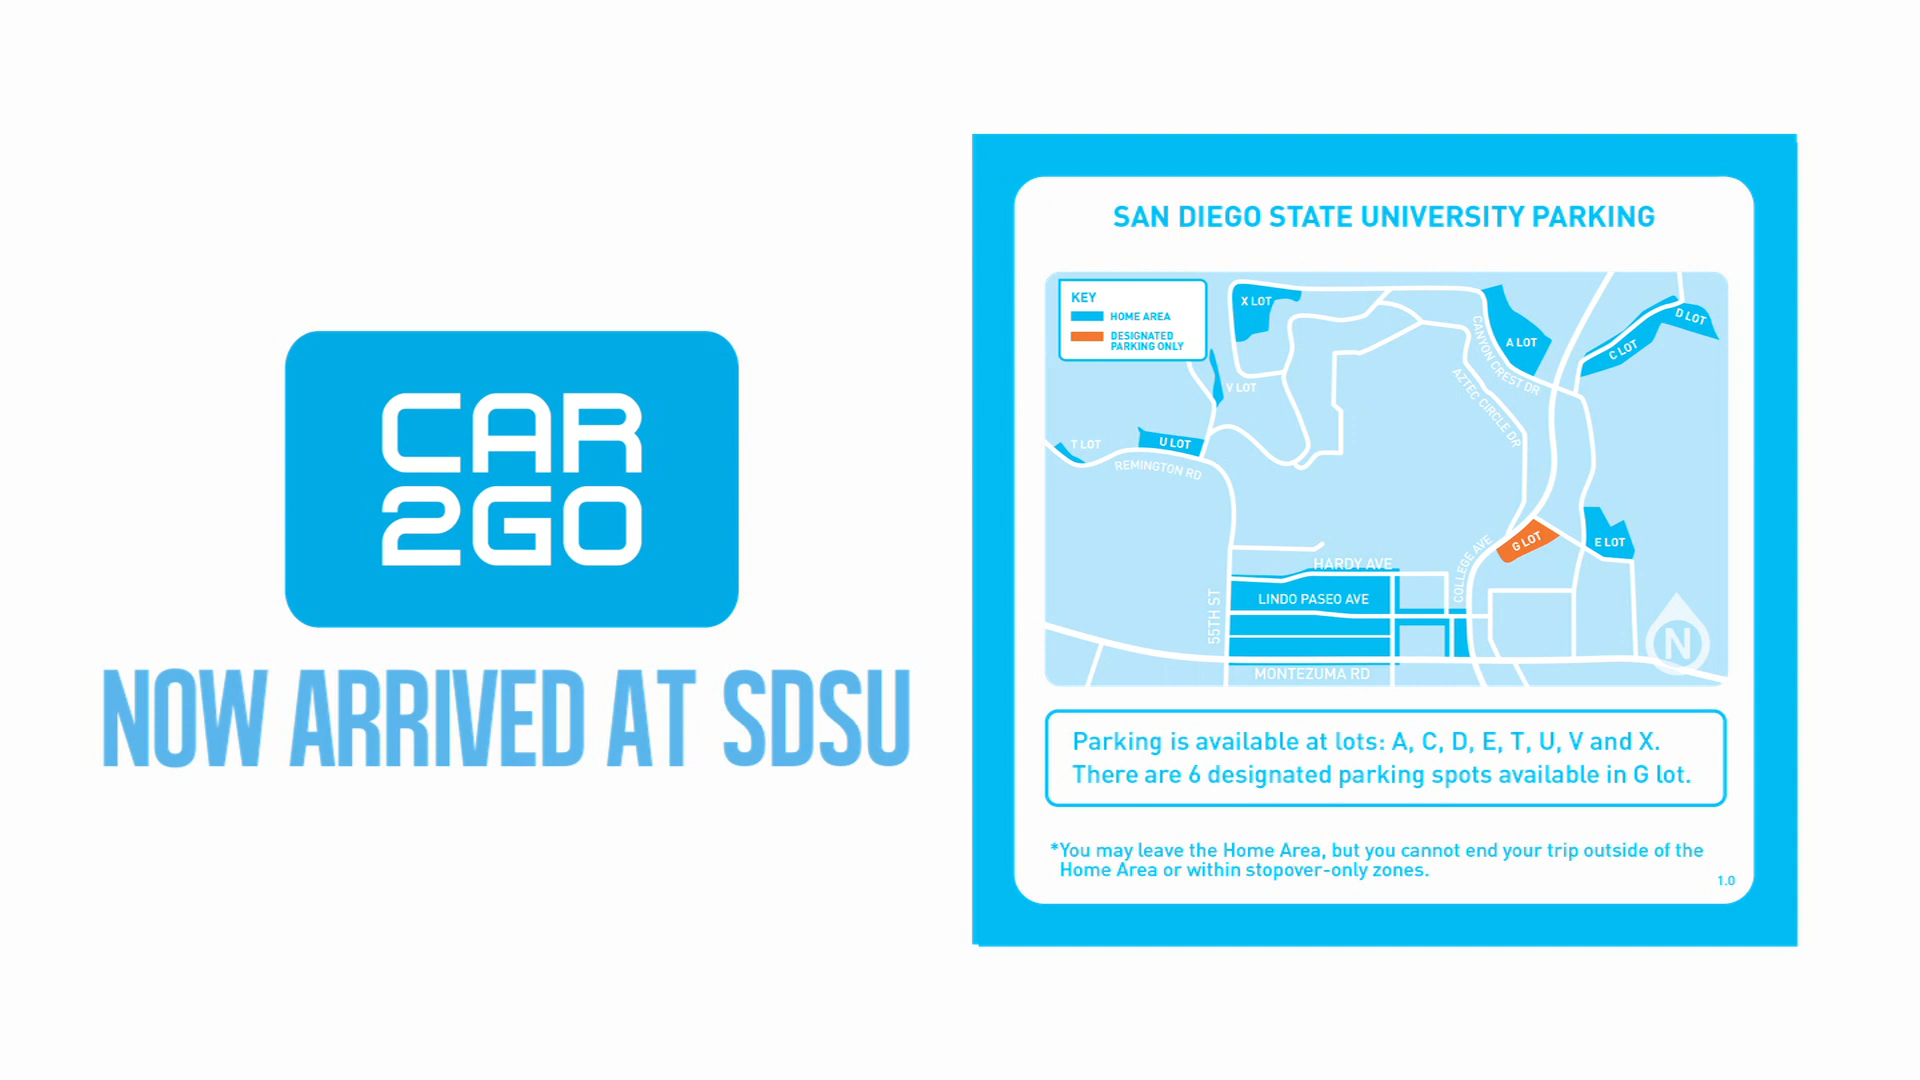 CAR
2GO
NOW ARRIVED AT SDSU
SAN DIEGO STATE UNIVERSITY PARKING
KEY
HOME AREA
DESIGNATED
PARKING ONLY
X LOT
A LOT
D LOT
C LOT
CANYON CREST DR
AZTEC CIRCLE DR
V LOT
T LOT
U LOT
REMINGTON RD
G LOT
E LOT
COLLEGE AVE
HARDY AVE
LINDO PASEO AVE
55TH ST
MONTEZUMA RD
N
Parking is available at lots: A, C, D, E, T, U, V and X.
There are 6 designated parking spots available in G lot.
*You may leave the Home Area, but you cannot end your trip outside of the
Home Area or within stopover-only zones.
1.0